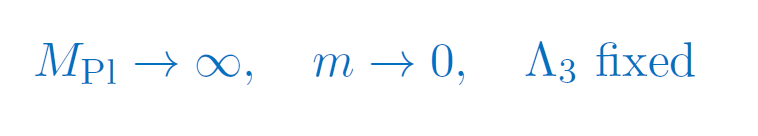 M_Pl → ∞, m → 0, Λ_3 fixed